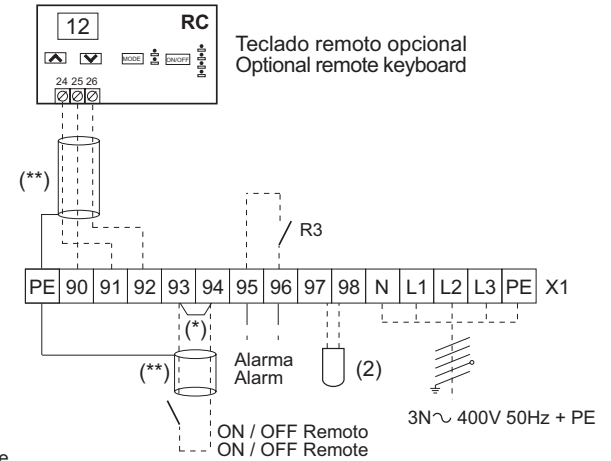 12
RC
MODE
ON/OFF
24 25 26
Teclado remoto opcional
Optional remote keyboard
(**)
R3
PE 90 91 92 93 94 95 96 97 98 N L1 L2 L3 PE X1
(*)
(**)
Alarma
Alarm
(2)
3N∿ 400V 50Hz + PE
ON / OFF Remoto
ON / OFF Remote